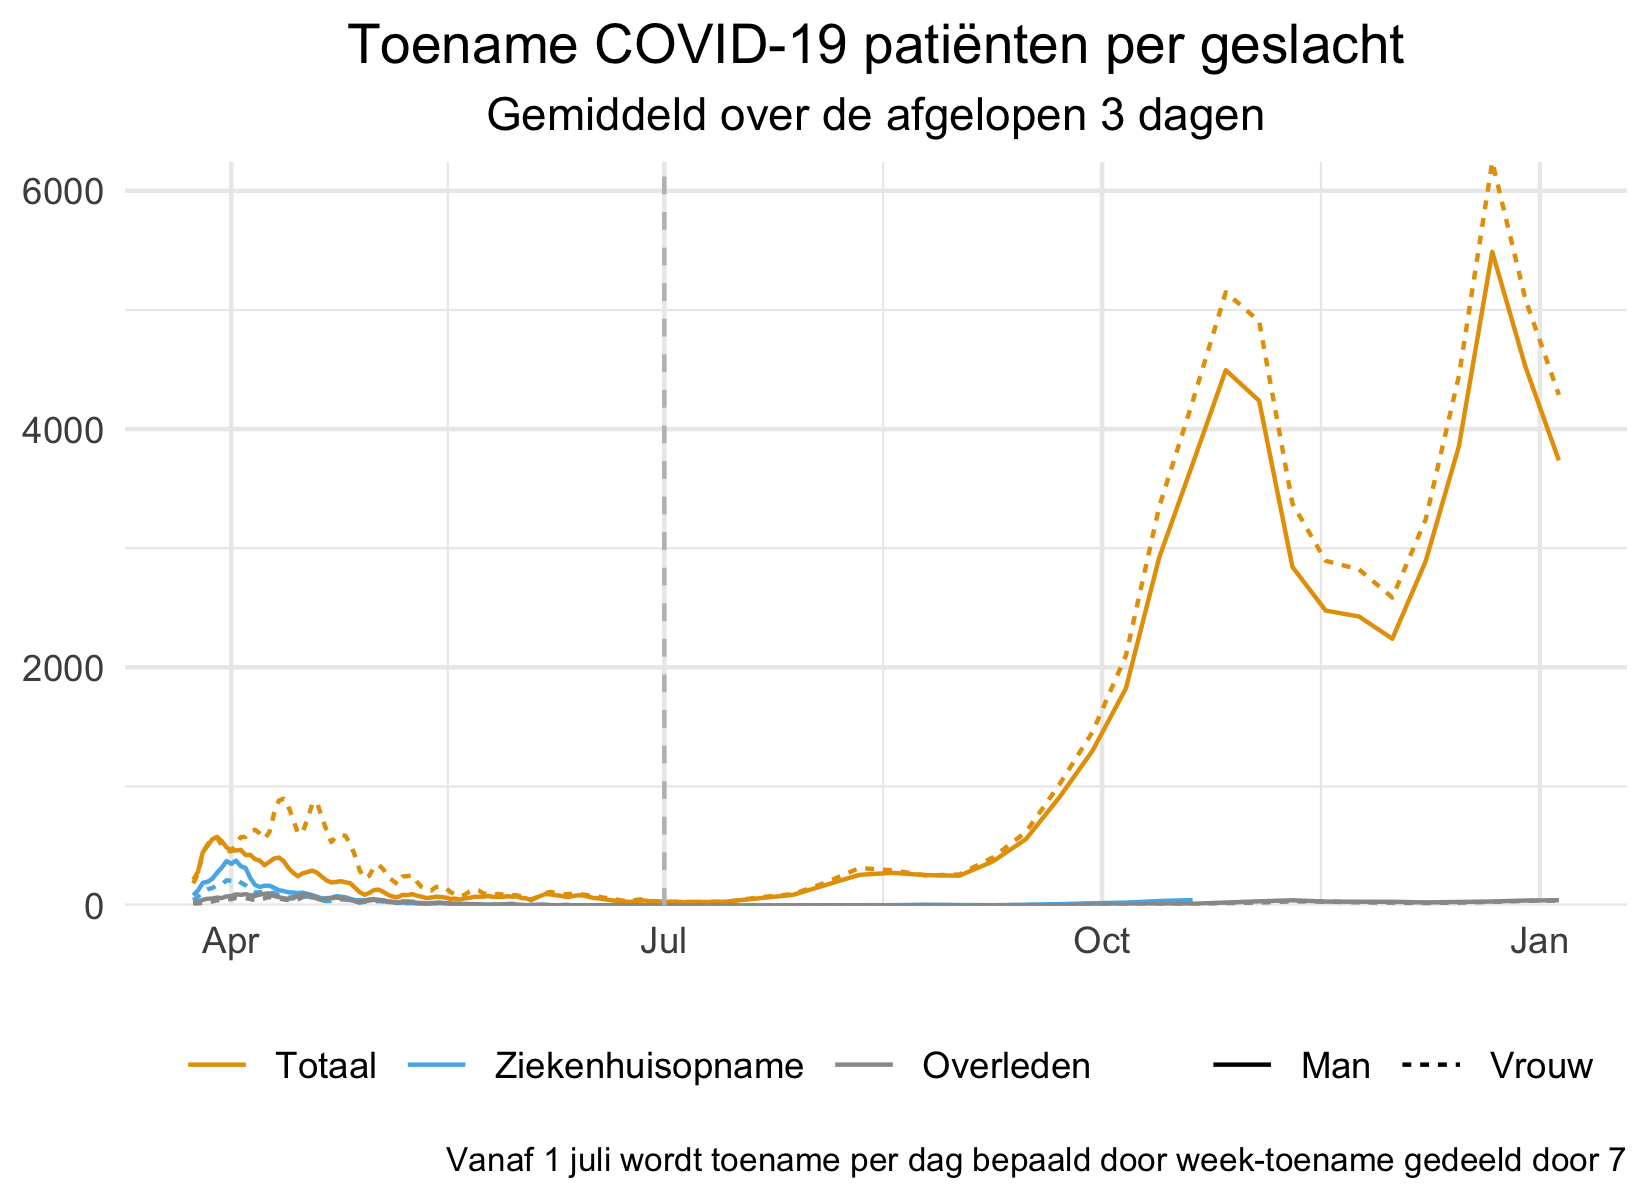 Toename COVID-19 patiënten per geslacht
Gemiddeld over de afgelopen 3 dagen
6000
4000
2000
0
Apr Jul Oct Jan
Totaal Ziekenhuisopname Overleden Man Vrouw
Vanaf 1 juli wordt toename per dag bepaald door week-toename gedeeld door 7